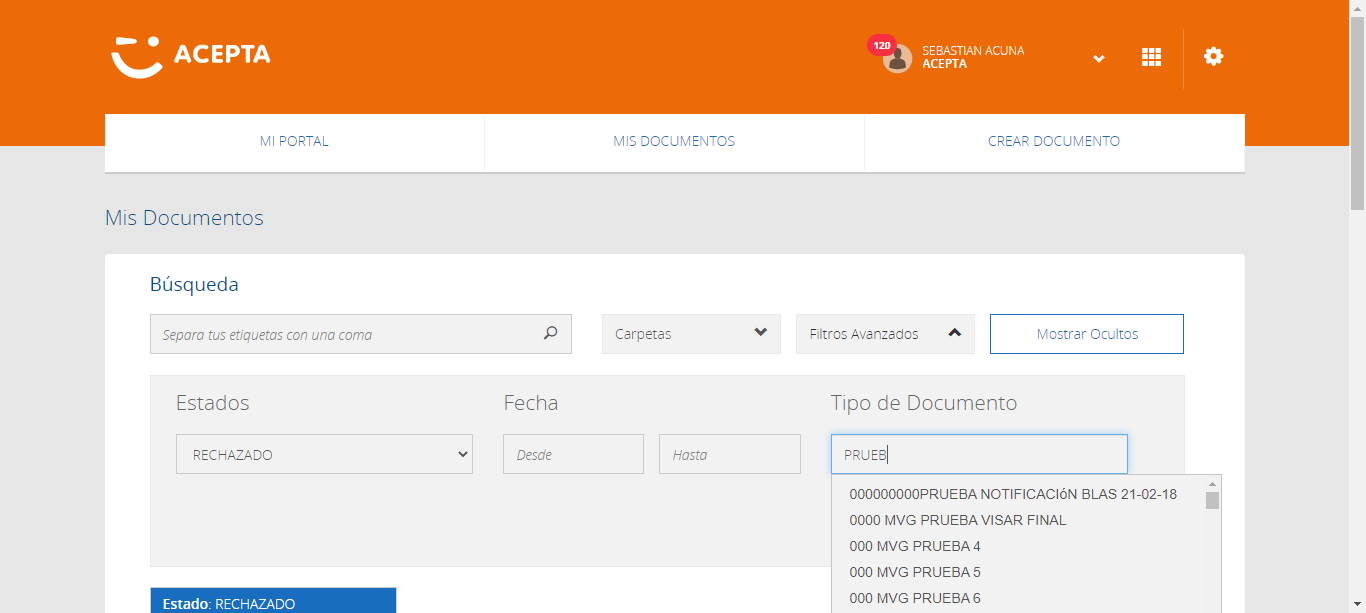 ACEPTA
120
SEBASTIAN ACUNA
ACEPTA
MI PORTAL
MIS DOCUMENTOS
CREAR DOCUMENTO
Mis Documentos
Búsqueda
Separa tus etiquetas con una coma
Carpetas
Filtros Avanzados
Mostrar Ocultos
Estados
Fecha
Tipo de Documento
RECHAZADO
Desde
Hasta
PRUEB
000000000PRUEBA NOTIFICACIóN BLAS 21-02-18
0000 MVG PRUEBA VISAR FINAL
000 MVG PRUEBA 4
000 MVG PRUEBA 5
000 MVG PRUEBA 6
Estado: RECHAZADO